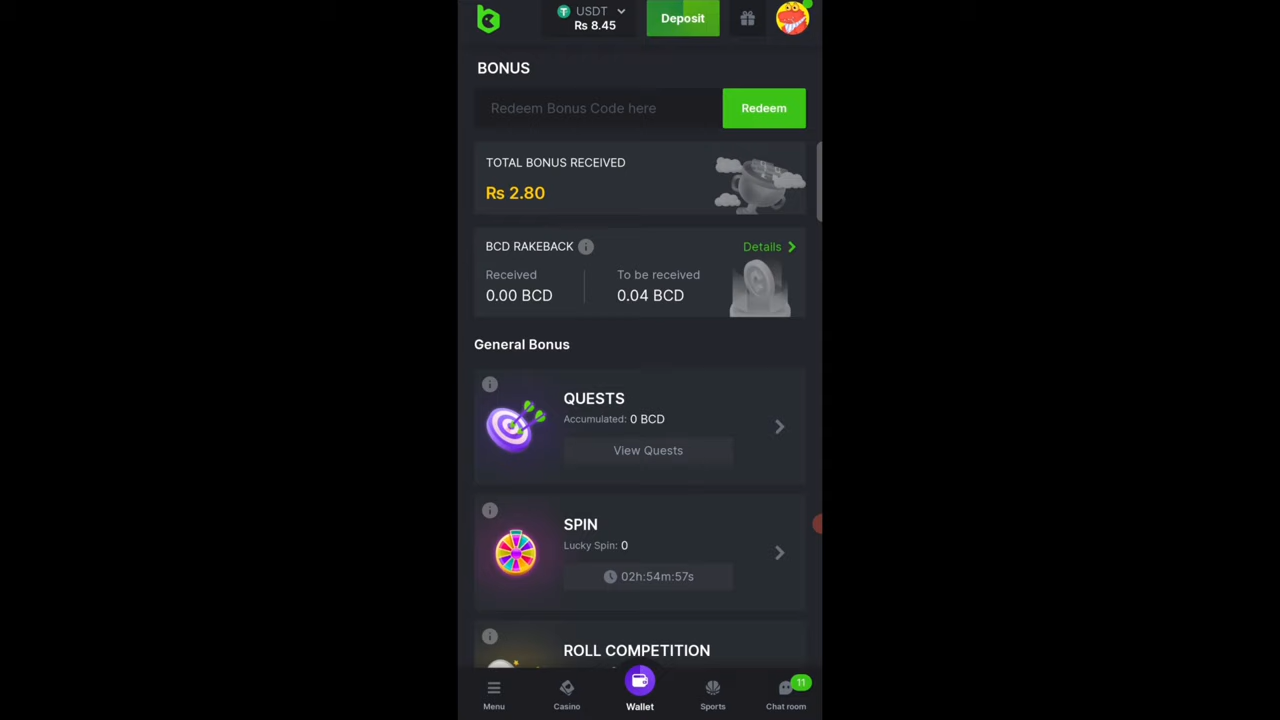 USDT
Rs 8.45
Deposit
BONUS
Redeem Bonus Code here
Redeem
TOTAL BONUS RECEIVED
Rs 2.80
BCD RAKEBACK
Details
Received
To be received
0.00 BCD
0.04 BCD
General Bonus
QUESTS
Accumulated: 0 BCD
View Quests
SPIN
Lucky Spin: 0
02h:54m:57s
ROLL COMPETITION
11
Menu
Casino
Wallet
Sports
Chat room